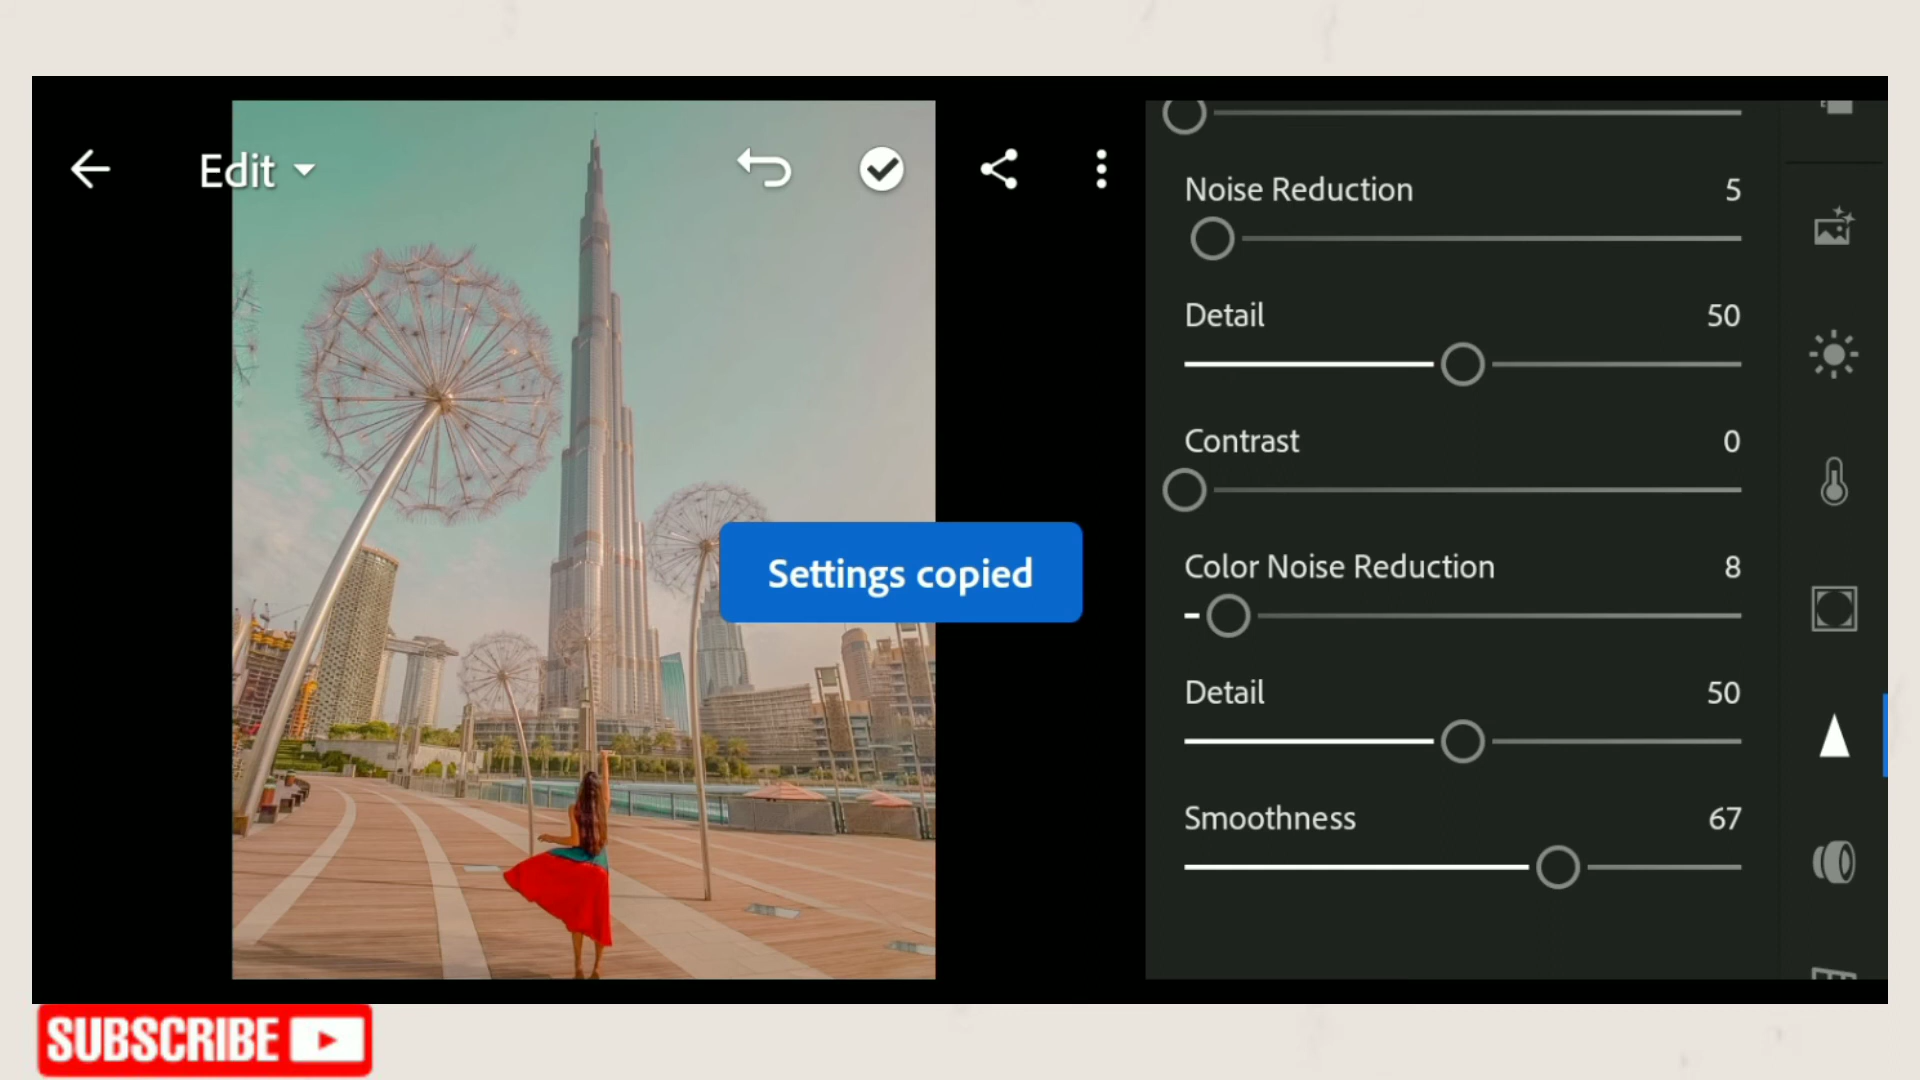 Edit
Noise Reduction 5
Detail 50
Contrast 0
Settings copied
Color Noise Reduction 8
Detail 50
Smoothness 67
SUBSCRIBE